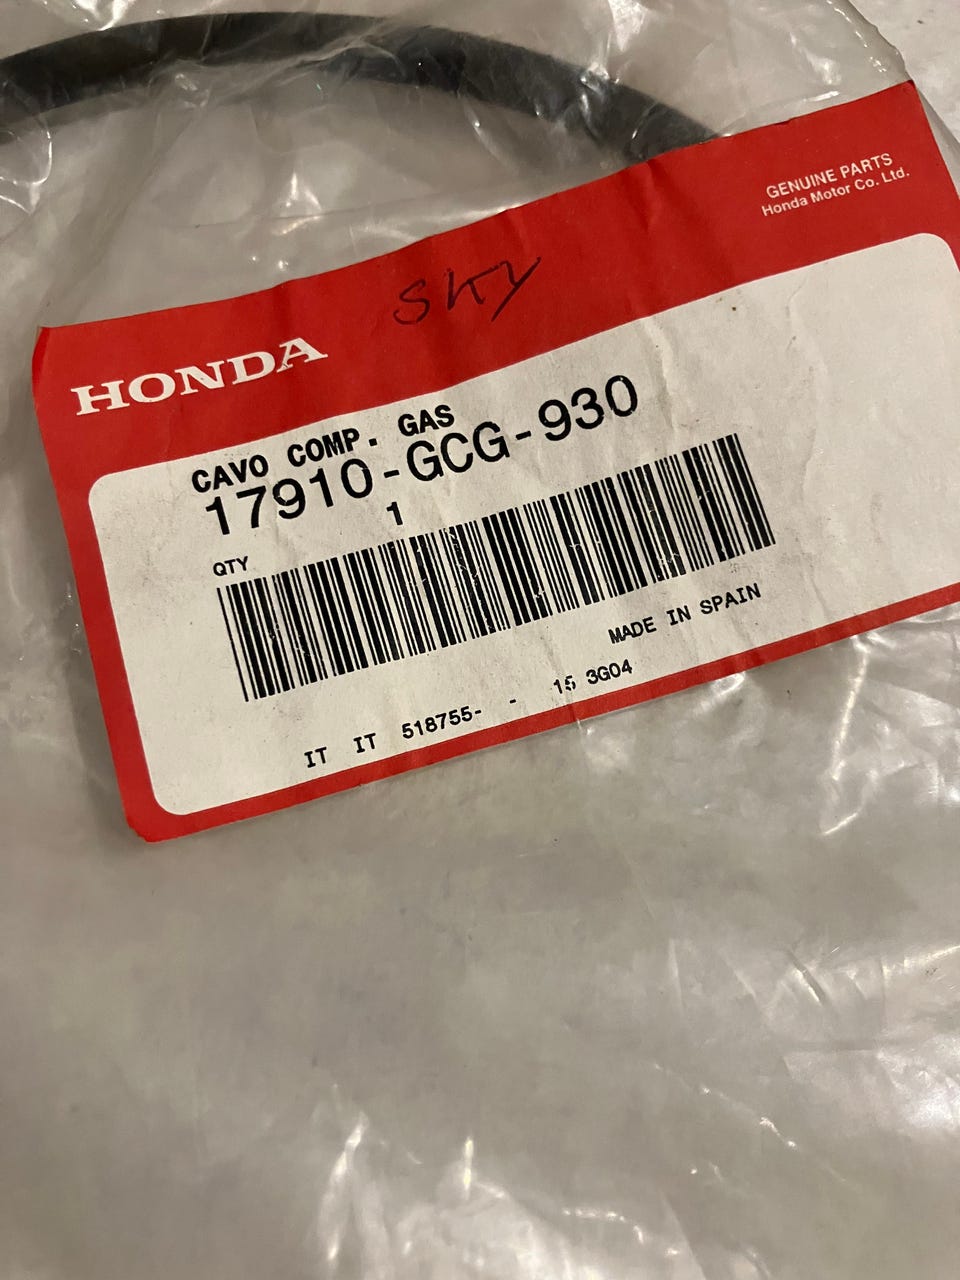 GENUINE PARTS
Honda Motor Co. Ltd.
SKY
HONDA
CAVO COMP. GAS
17910-GCG-930
QTY 1
MADE IN SPAIN
IT IT 518755- - 15 3G04